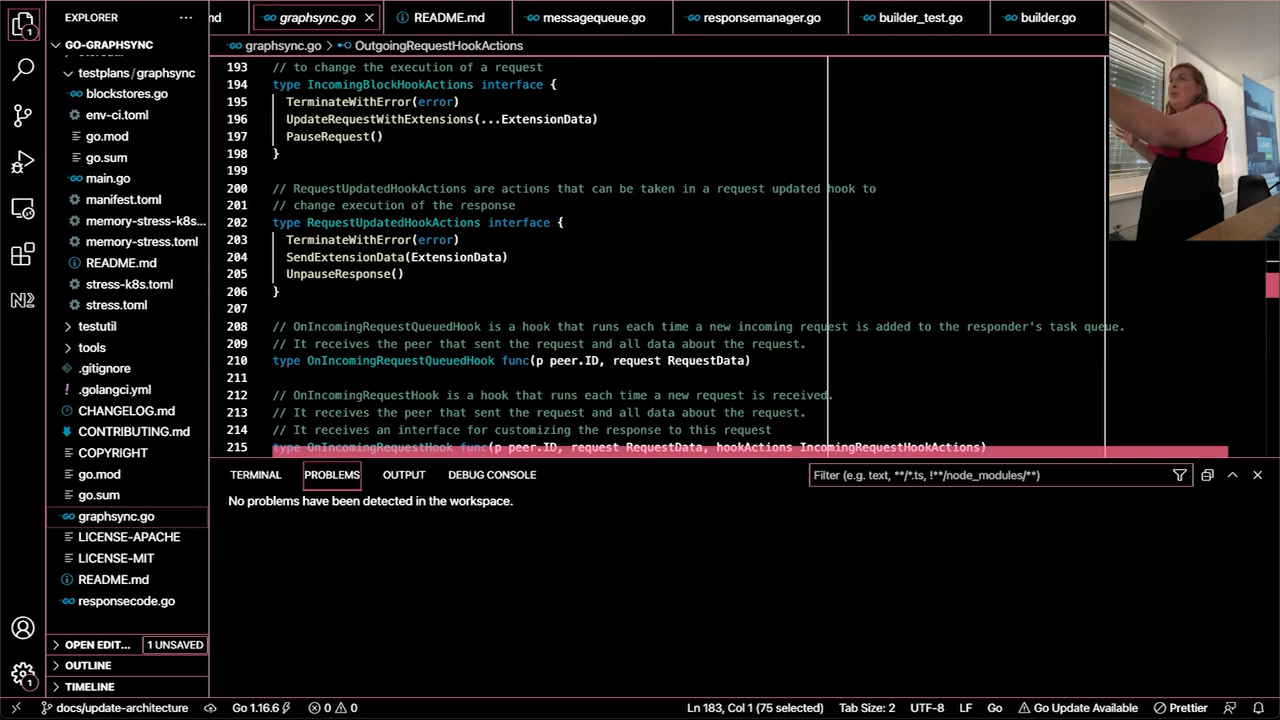 EXPLORER
GO-GRAPHSYNC
testplans/graphsync
blockstores.go
env-ci.toml
go.mod
go.sum
main.go
manifest.toml
memory-stress-k8s...
memory-stress.toml
README.md
stress-k8s.toml
stress.toml
testutil
tools
.gitignore
.golangci.yml
CHANGELOG.md
CONTRIBUTING.md
COPYRIGHT
go.mod
go.sum
graphsync.go
LICENSE-APACHE
LICENSE-MIT
README.md
responsecode.go
OPEN EDIT... 1 UNSAVED
OUTLINE
TIMELINE
nd graphsync.go README.md messagequeue.go responsemanager.go builder_test.go builder.go
graphsync.go > OutgoingRequestHookActions
193 // to change the execution of a request
194 type IncomingBlockHookActions interface {
195 TerminateWithError(error)
196 UpdateRequestWithExtensions(...ExtensionData)
197 PauseRequest()
198 }
199
200 // RequestUpdatedHookActions are actions that can be taken in a request updated hook to
201 // change execution of the response
202 type RequestUpdatedHookActions interface {
203 TerminateWithError(error)
204 SendExtensionData(ExtensionData)
205 UnpauseResponse()
206 }
207
208 // OnIncomingRequestQueuedHook is a hook that runs each time a new incoming request is added to the responder's task queue.
209 // It receives the peer that sent the request and all data about the request.
210 type OnIncomingRequestQueuedHook func(p peer.ID, request RequestData)
211
212 // OnIncomingRequestHook is a hook that runs each time a new request is received.
213 // It receives the peer that sent the request and all data about the request.
214 // It receives an interface for customizing the response to this request
215 type OnIncomingRequestHook func(p peer.ID, request RequestData, hookActions IncomingRequestHookActions)
TERMINAL PROBLEMS OUTPUT DEBUG CONSOLE Filter (e.g. text, **/*.ts, !**/node_modules/**)
No problems have been detected in the workspace.
docs/update-architecture Go 1.16.6 0 0 Ln 183, Col 1 (75 selected) Tab Size: 2 UTF-8 LF Go Go Update Available Prettier